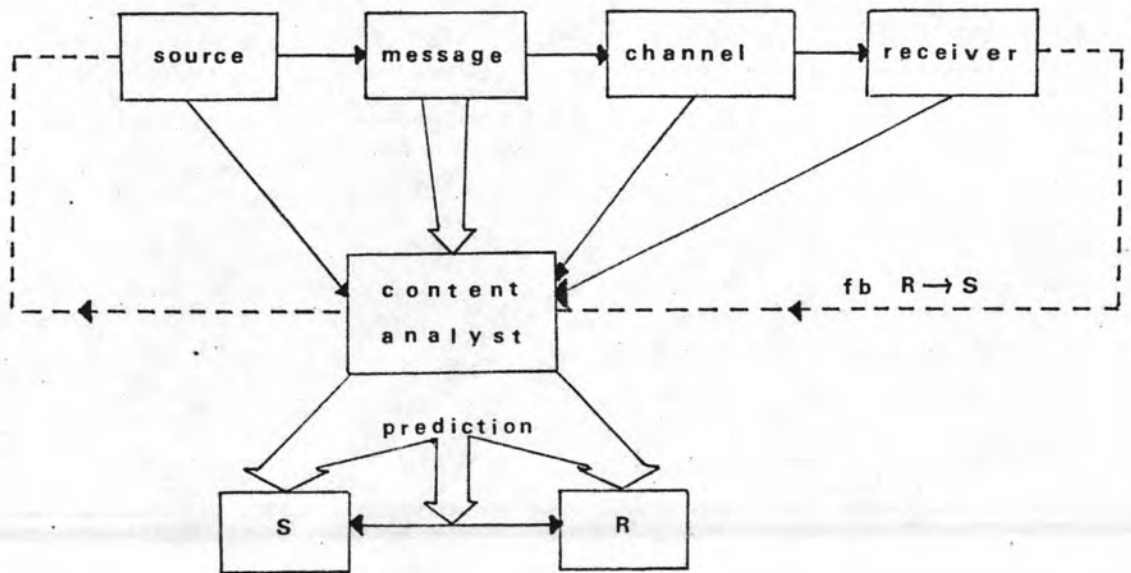 source message channel receiver
fb R→S
content
analyst
prediction
S R